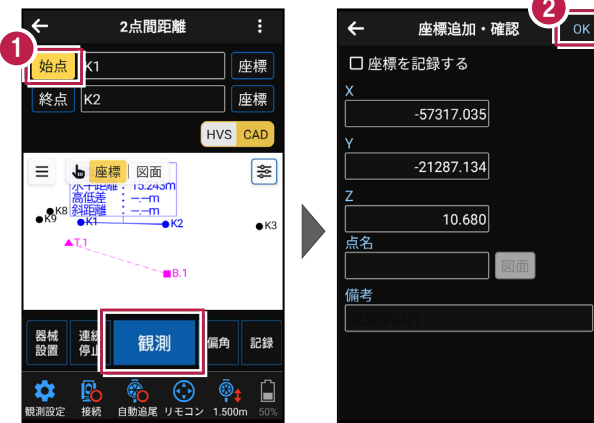 2点間距離
1
始点 K1 座標
終点 K2 座標
HVS CAD
座標 図面
水平距離 : 15.243m
高低差 : --.--m
斜距離 : --.--m
K8
K9
K1
K2
K3
T.1
B.1
器械設置
連続停止
観測
偏角
記録
観測設定 接続 自動追尾 リモコン 1.500m 50%
2
座標追加・確認 OK
座標を記録する
X
-57317.035
Y
-21287.134
Z
10.680
点名
図面
備考